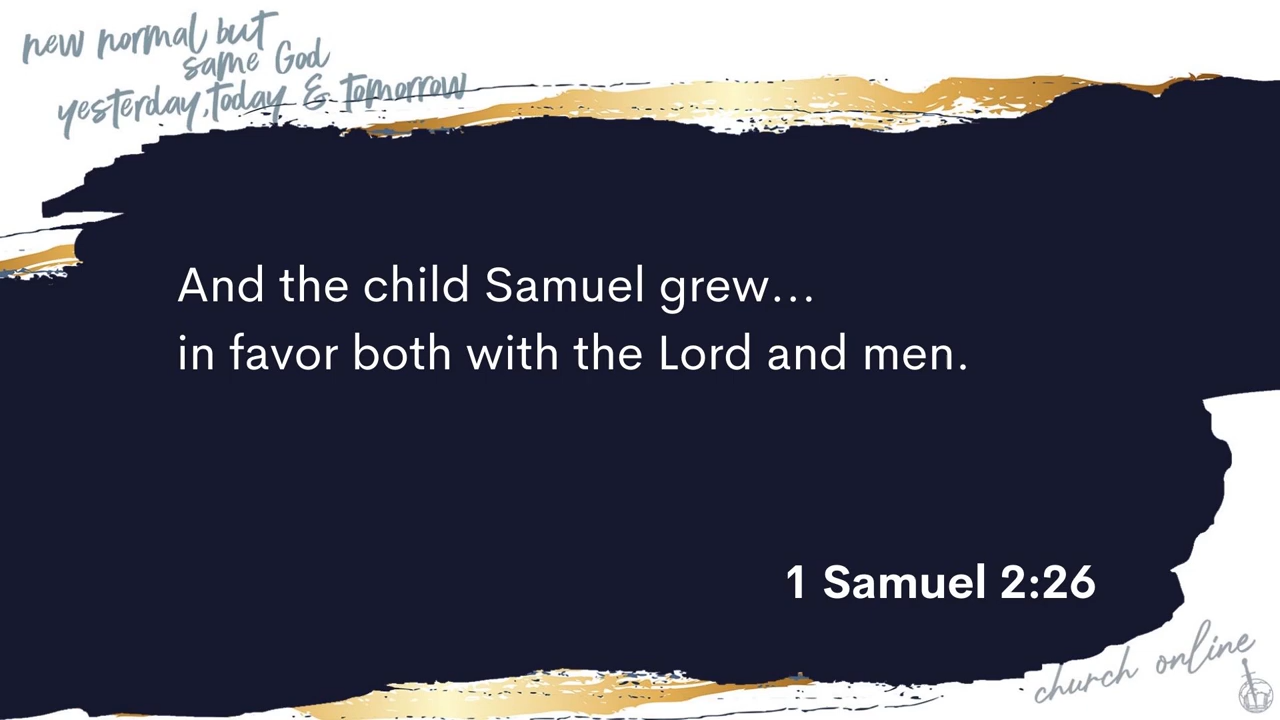 new normal but
same God
yesterday, today & tomorrow
And the child Samuel grew...
in favor both with the Lord and men.
1 Samuel 2:26
church online